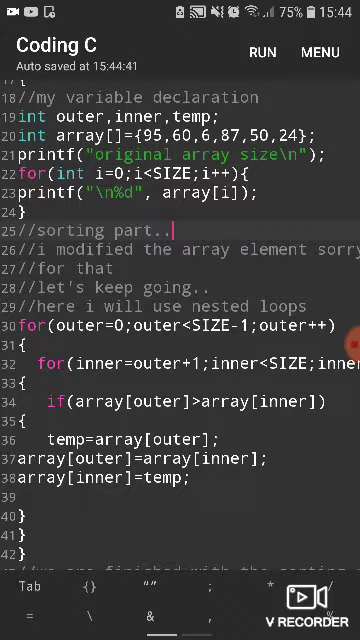 75% 15:44
Coding C
Auto saved at 15:44:41
RUN MENU
18//my variable declaration
19int outer,inner,temp;
20int array[]={95,60,6,87,50,24};
21printf("original array size\n");
22for(int i=0;i<SIZE;i++){
23printf("\n%d", array[i]);
24}
25//sorting part..
26//i modified the array element sorry
27//for that
28//let's keep going..
29//here i will use nested loops
30for(outer=0;outer<SIZE-1;outer++)
31{
32 for(inner=outer+1;inner<SIZE;inner
33{
34 if(array[outer]>array[inner])
35{
36 temp=array[outer];
37array[outer]=array[inner];
38array[inner]=temp;
39
40}
41}
42}
Tab {} “” ; * /
= \ & , %
V RECORDER